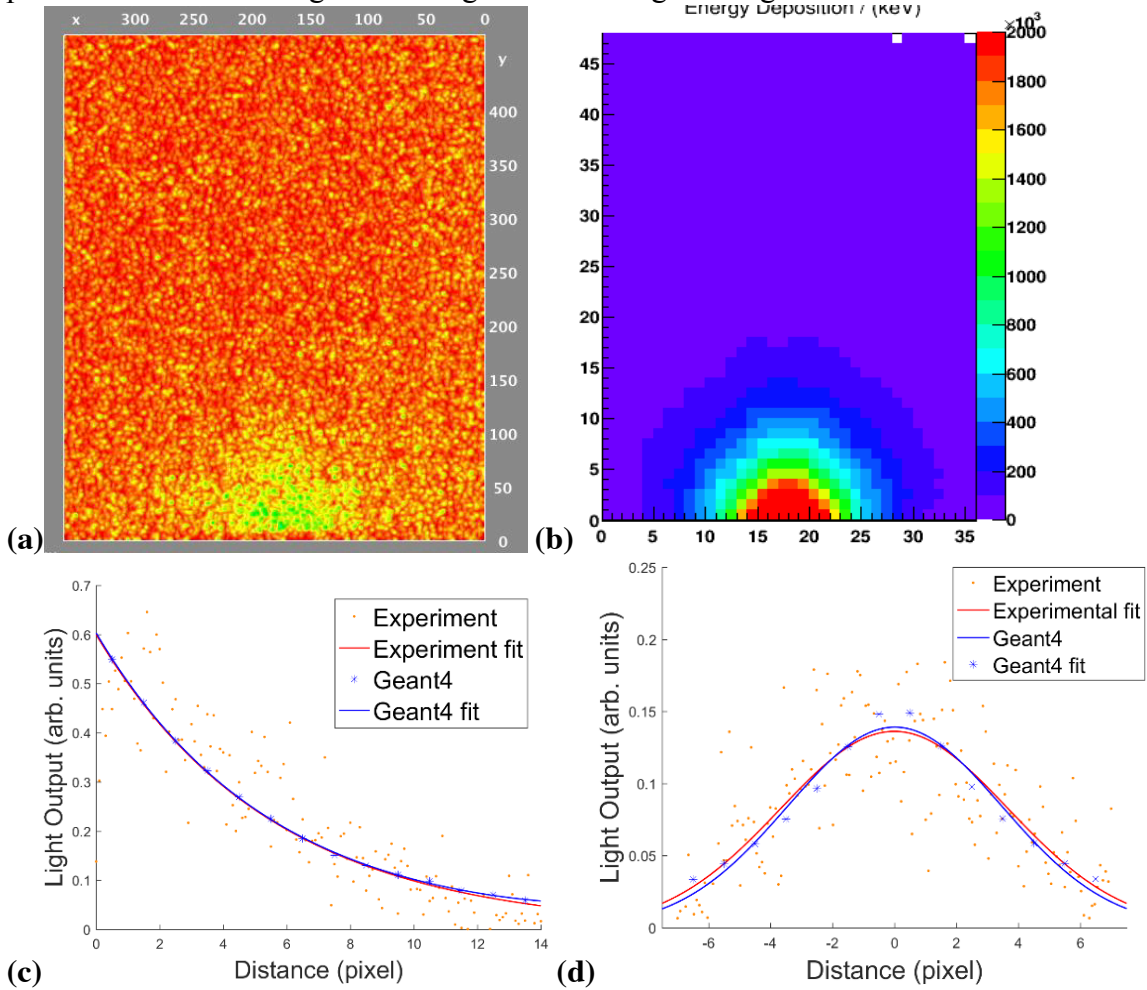 x 300 250 200 150 100 50 0
y
400
350
300
250
200
150
100
50
0
(a)
Energy Deposition / (keV)
×10³
45
40
35
30
25
20
15
10
5
0
0 5 10 15 20 25 30 35
2000
1800
1600
1400
1200
1000
800
600
400
200
0
(b)
0.7
0.6
0.5
0.4
0.3
0.2
0.1
0
Light Output (arb. units)
Experiment
Experiment fit
Geant4
Geant4 fit
0 2 4 6 8 10 12 14
Distance (pixel)
(c)
0.25
0.2
0.15
0.1
0.05
0
Light Output (arb. units)
Experiment
Experimental fit
Geant4
Geant4 fit
-6 -4 -2 0 2 4 6
Distance (pixel)
(d)